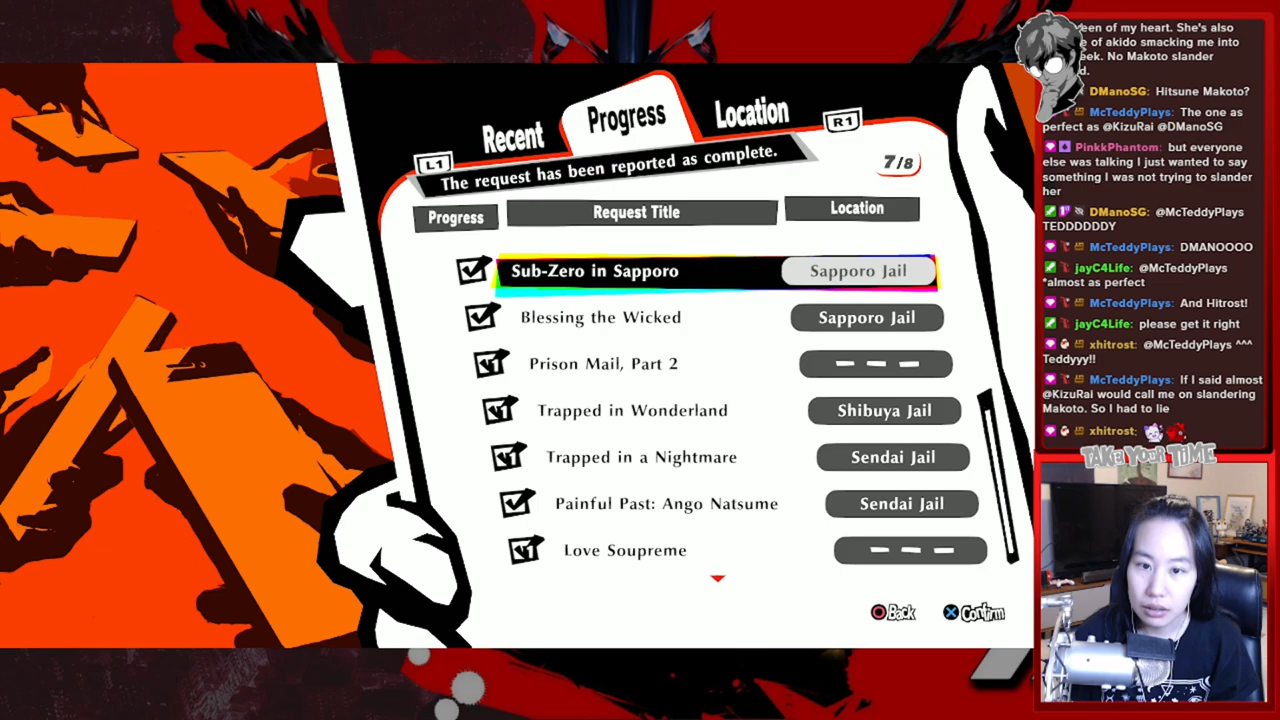 Recent
Progress
Location
L1
R1
The request has been reported as complete.
7/8
Progress
Request Title
Location
Sub-Zero in Sapporo
Sapporo Jail
Blessing the Wicked
Sapporo Jail
Prison Mail, Part 2
Trapped in Wonderland
Shibuya Jail
Trapped in a Nightmare
Sendai Jail
Painful Past: Ango Natsume
Sendai Jail
Love Soupreme
Back
Confirm
een of my heart. She's also
e of akido smacking me into
eek. No Makoto slander
d.
DManoSG: Hitsune Makoto?
McTeddyPlays: The one as
perfect as @KizuRai @DManoSG
PinkkPhantom: but everyone
else was talking I just wanted to say
something I was not trying to slander
her
DManoSG: @McTeddyPlays
TEDDDDDDY
McTeddyPlays: DMANOOOO
jayC4Life: @McTeddyPlays
*almost as perfect
McTeddyPlays: And Hitrost!
jayC4Life: please get it right
xhitrost: @McTeddyPlays ^^^
Teddyyy!!
McTeddyPlays: If I said almost
@KizuRai would call me on slandering
Makoto. So I had to lie
xhitrost:
TAKE YOUR TIME